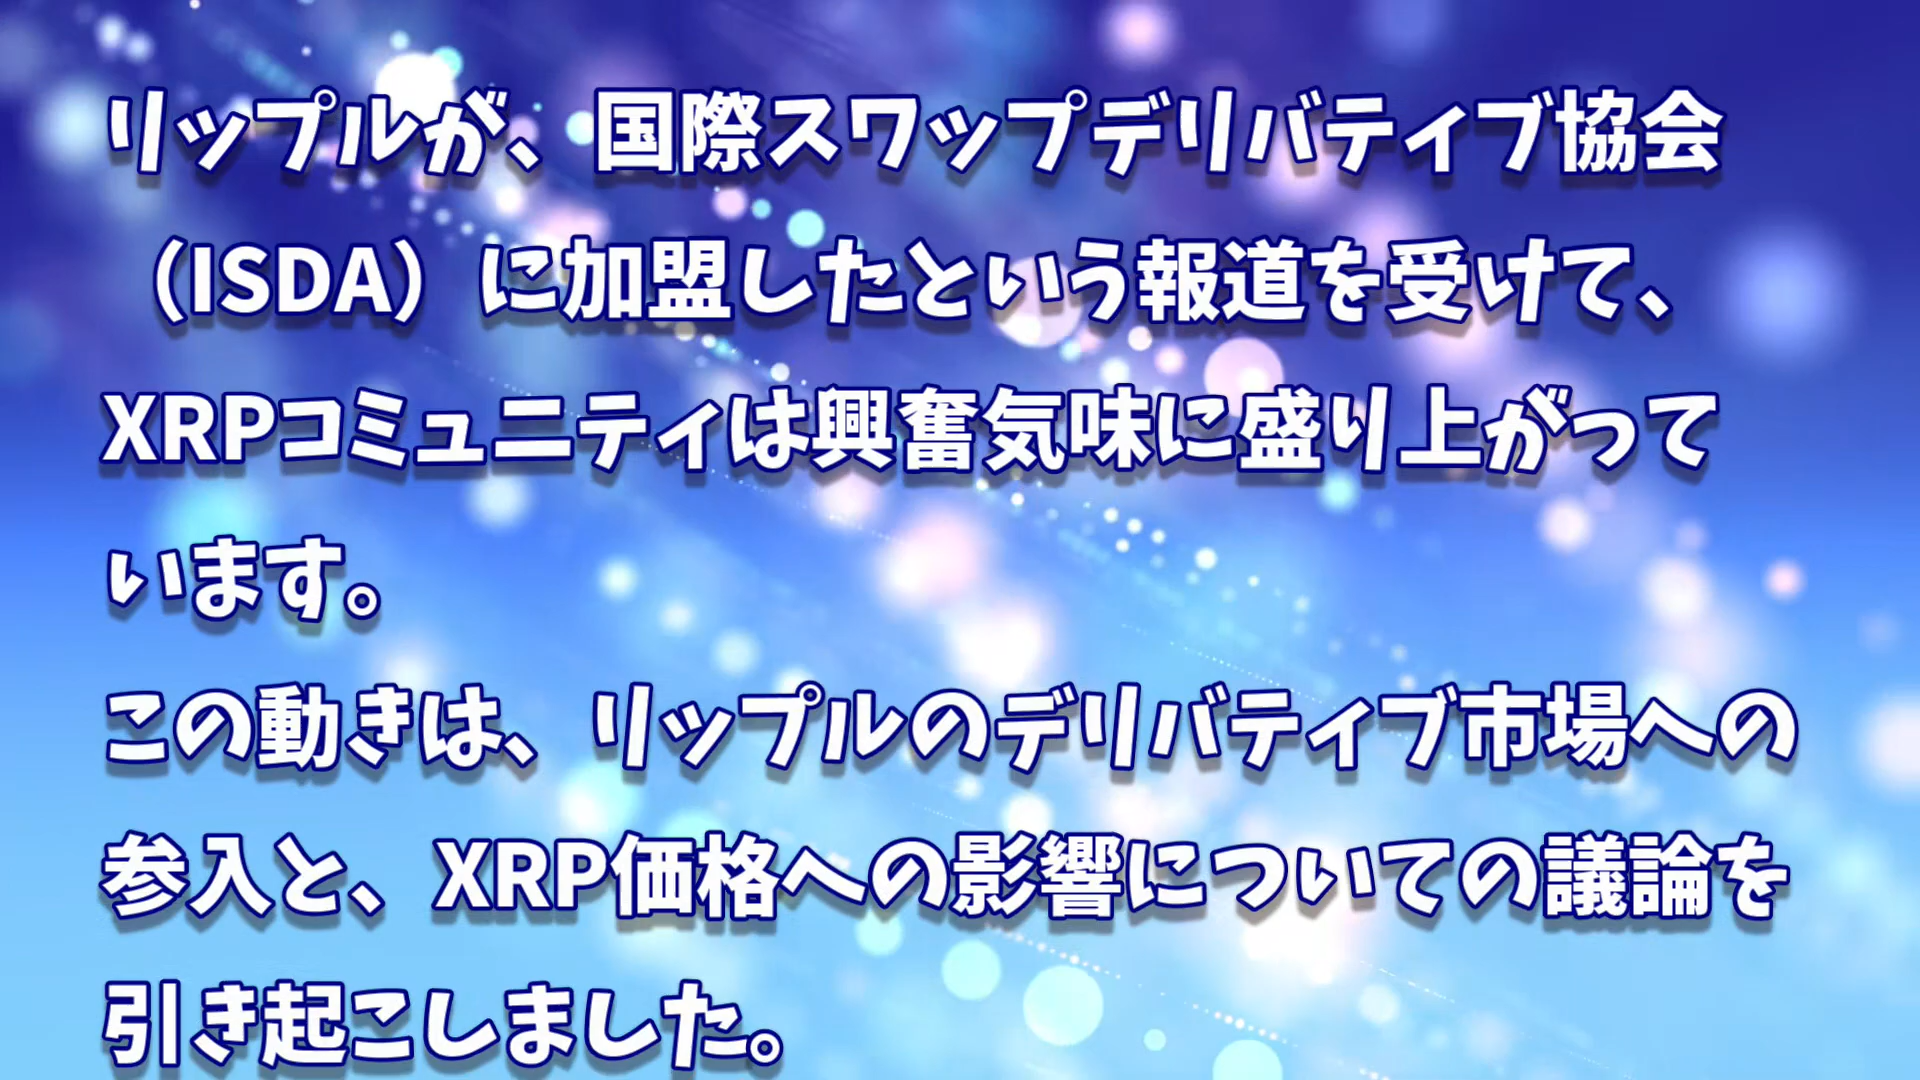 リップルが、国際スワップデリバティブ協会
（ISDA）に加盟したという報道を受けて、
XRPコミュニティは興奮気味に盛り上がって
います。
この動きは、リップルのデリバティブ市場への
参入と、XRP価格への影響についての議論を
引き起こしました。